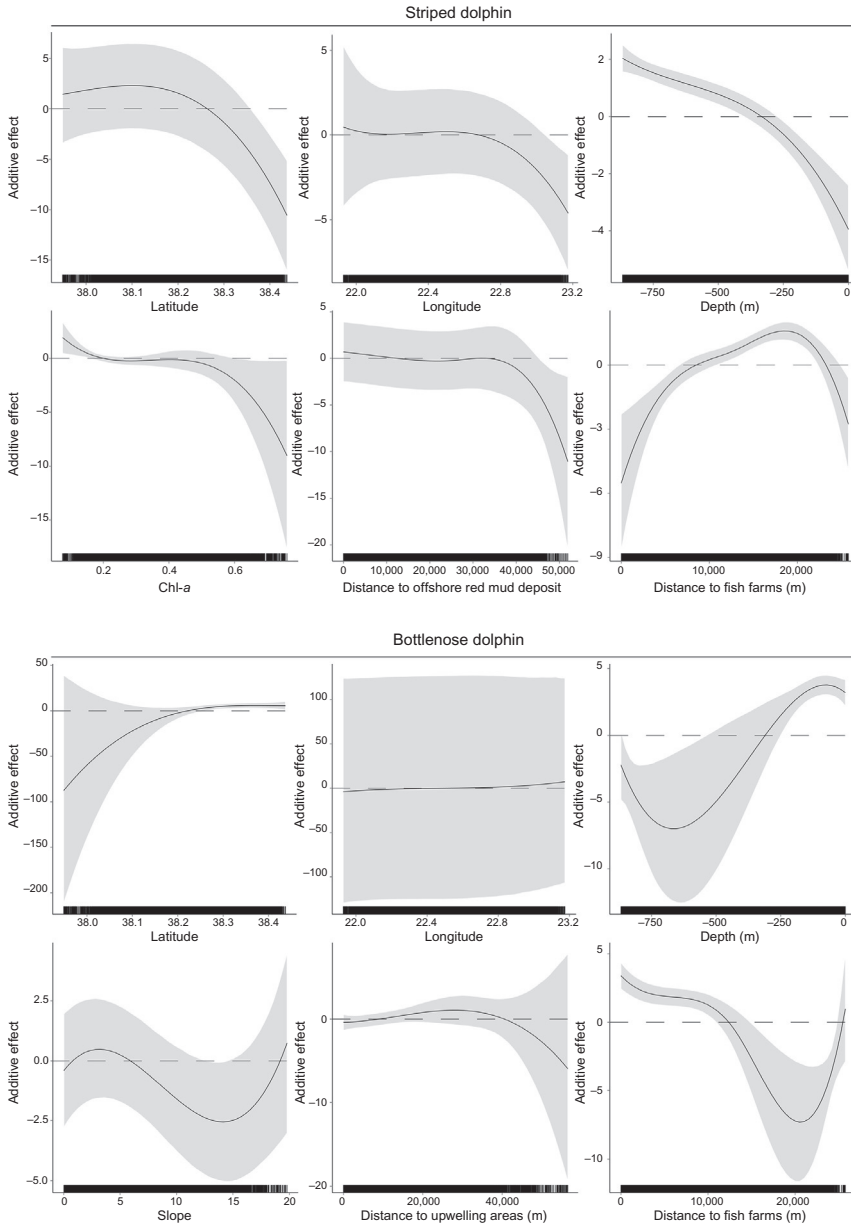 Striped dolphin
5
0
–5
–10
–15
Additive effect
38.0 38.1 38.2 38.3 38.4
Latitude
5
0
–5
Additive effect
22.0 22.4 22.8 23.2
Longitude
2
0
–2
–4
Additive effect
–750 –500 –250 0
Depth (m)
0
–5
–10
–15
Additive effect
0.2 0.4 0.6
Chl-a
5
0
–5
–10
–15
–20
Additive effect
0 10,000 20,000 30,000 40,000 50,000
Distance to offshore red mud deposit
0
–3
–6
–9
Additive effect
0 10,000 20,000
Distance to fish farms (m)
Bottlenose dolphin
50
0
–50
–100
–150
–200
Additive effect
38.0 38.1 38.2 38.3 38.4
Latitude
100
50
0
–50
–100
Additive effect
22.0 22.4 22.8 23.2
Longitude
5
0
–5
–10
Additive effect
–750 –500 –250 0
Depth (m)
2.5
0.0
–2.5
–5.0
Additive effect
0 5 10 15 20
Slope
0
–10
–20
Additive effect
0 20,000 40,000
Distance to upwelling areas (m)
5
0
–5
–10
Additive effect
0 10,000 20,000
Distance to fish farms (m)